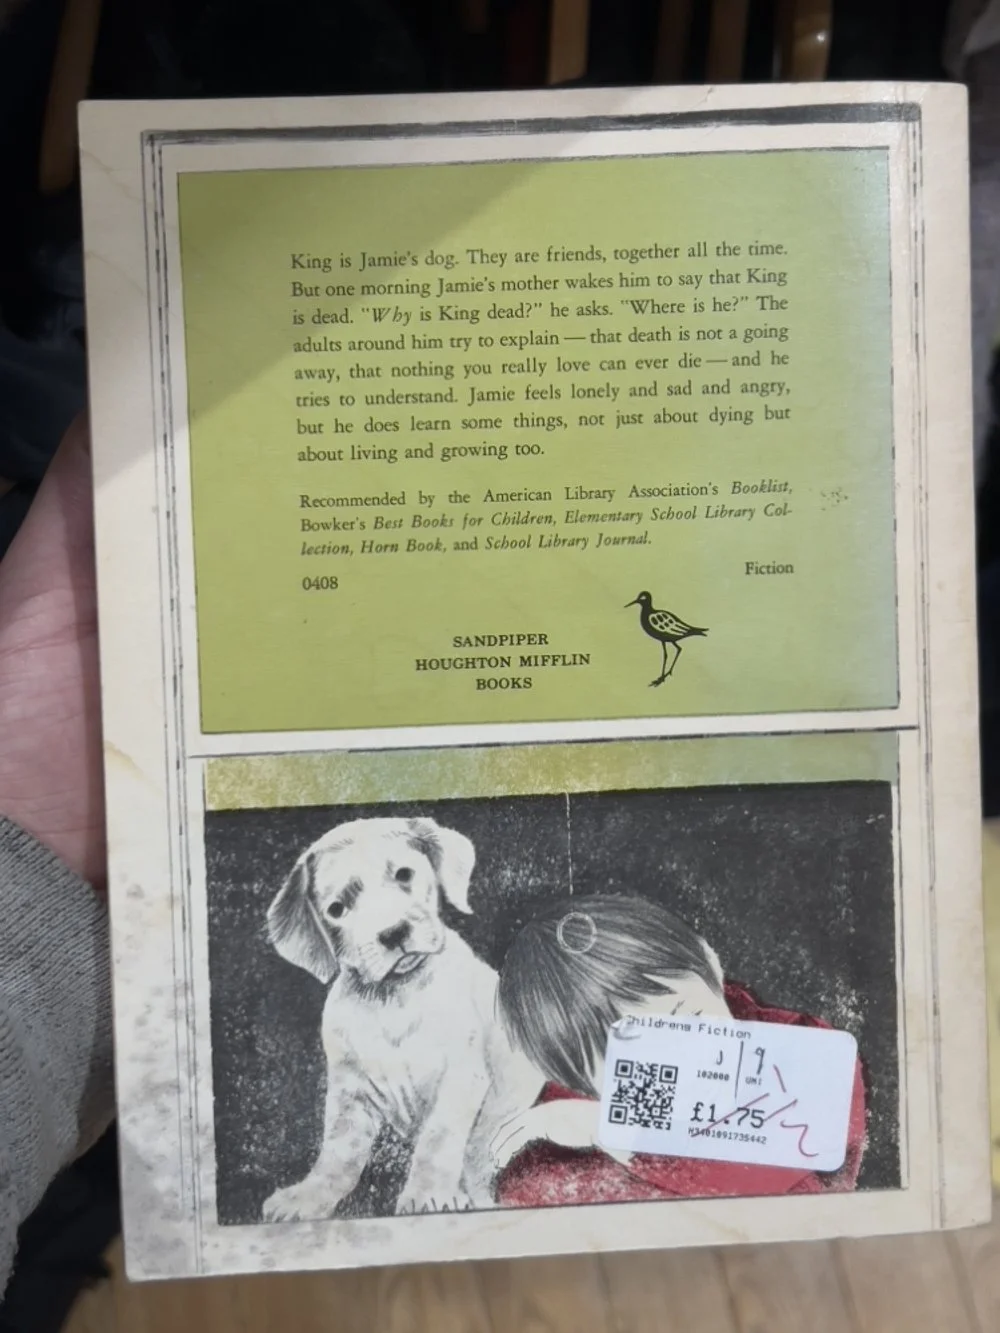 King is Jamie's dog. They are friends, together all the time.
But one morning Jamie's mother wakes him to say that King
is dead. "Why is King dead?" he asks. "Where is he?" The
adults around him try to explain — that death is not a going
away, that nothing you really love can ever die — and he
tries to understand. Jamie feels lonely and sad and angry,
but he does learn some things, not just about dying but
about living and growing too.
Recommended by the American Library Association's Booklist,
Bowker's Best Books for Children, Elementary School Library Col-
lection, Horn Book, and School Library Journal.
0408
Fiction
SANDPIPER
HOUGHTON MIFFLIN
BOOKS
Childrens Fiction
J 9
102000 UM1
£1.75